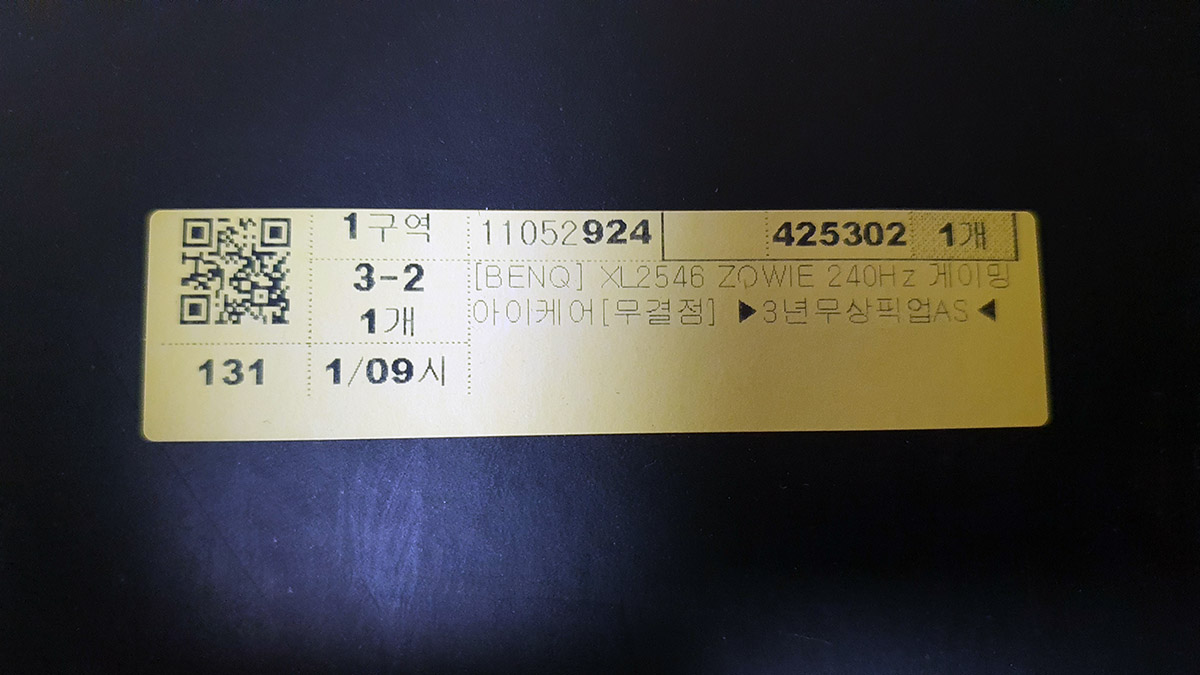 1구역 11052924 425302 1개
3-2 [BENQ] XL2546 ZOWIE 240Hz 게이밍
1개 아이케어[무결점] ▶3년무상픽업AS◀
131 1/09시